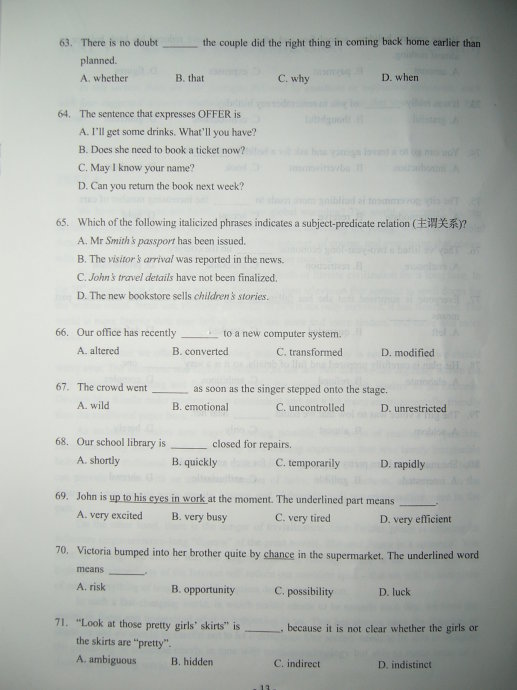 63. There is no doubt ______ the couple did the right thing in coming back home earlier than
planned.
A. whether B. that C. why D. when
64. The sentence that expresses OFFER is
A. I'll get some drinks. What'll you have?
B. Does she need to book a ticket now?
C. May I know your name?
D. Can you return the book next week?
65. Which of the following italicized phrases indicates a subject-predicate relation (主谓关系)?
A. Mr Smith's passport has been issued.
B. The visitor's arrival was reported in the news.
C. John's travel details have not been finalized.
D. The new bookstore sells children's stories.
66. Our office has recently ______ to a new computer system.
A. altered B. converted C. transformed D. modified
67. The crowd went ______ as soon as the singer stepped onto the stage.
A. wild B. emotional C. uncontrolled D. unrestricted
68. Our school library is ______ closed for repairs.
A. shortly B. quickly C. temporarily D. rapidly
69. John is up to his eyes in work at the moment. The underlined part means ______.
A. very excited B. very busy C. very tired D. very efficient
70. Victoria bumped into her brother quite by chance in the supermarket. The underlined word
means ______.
A. risk B. opportunity C. possibility D. luck
71. “Look at those pretty girls' skirts” is ______, because it is not clear whether the girls or
the skirts are “pretty”.
A. ambiguous B. hidden C. indirect D. indistinct
- 13 -